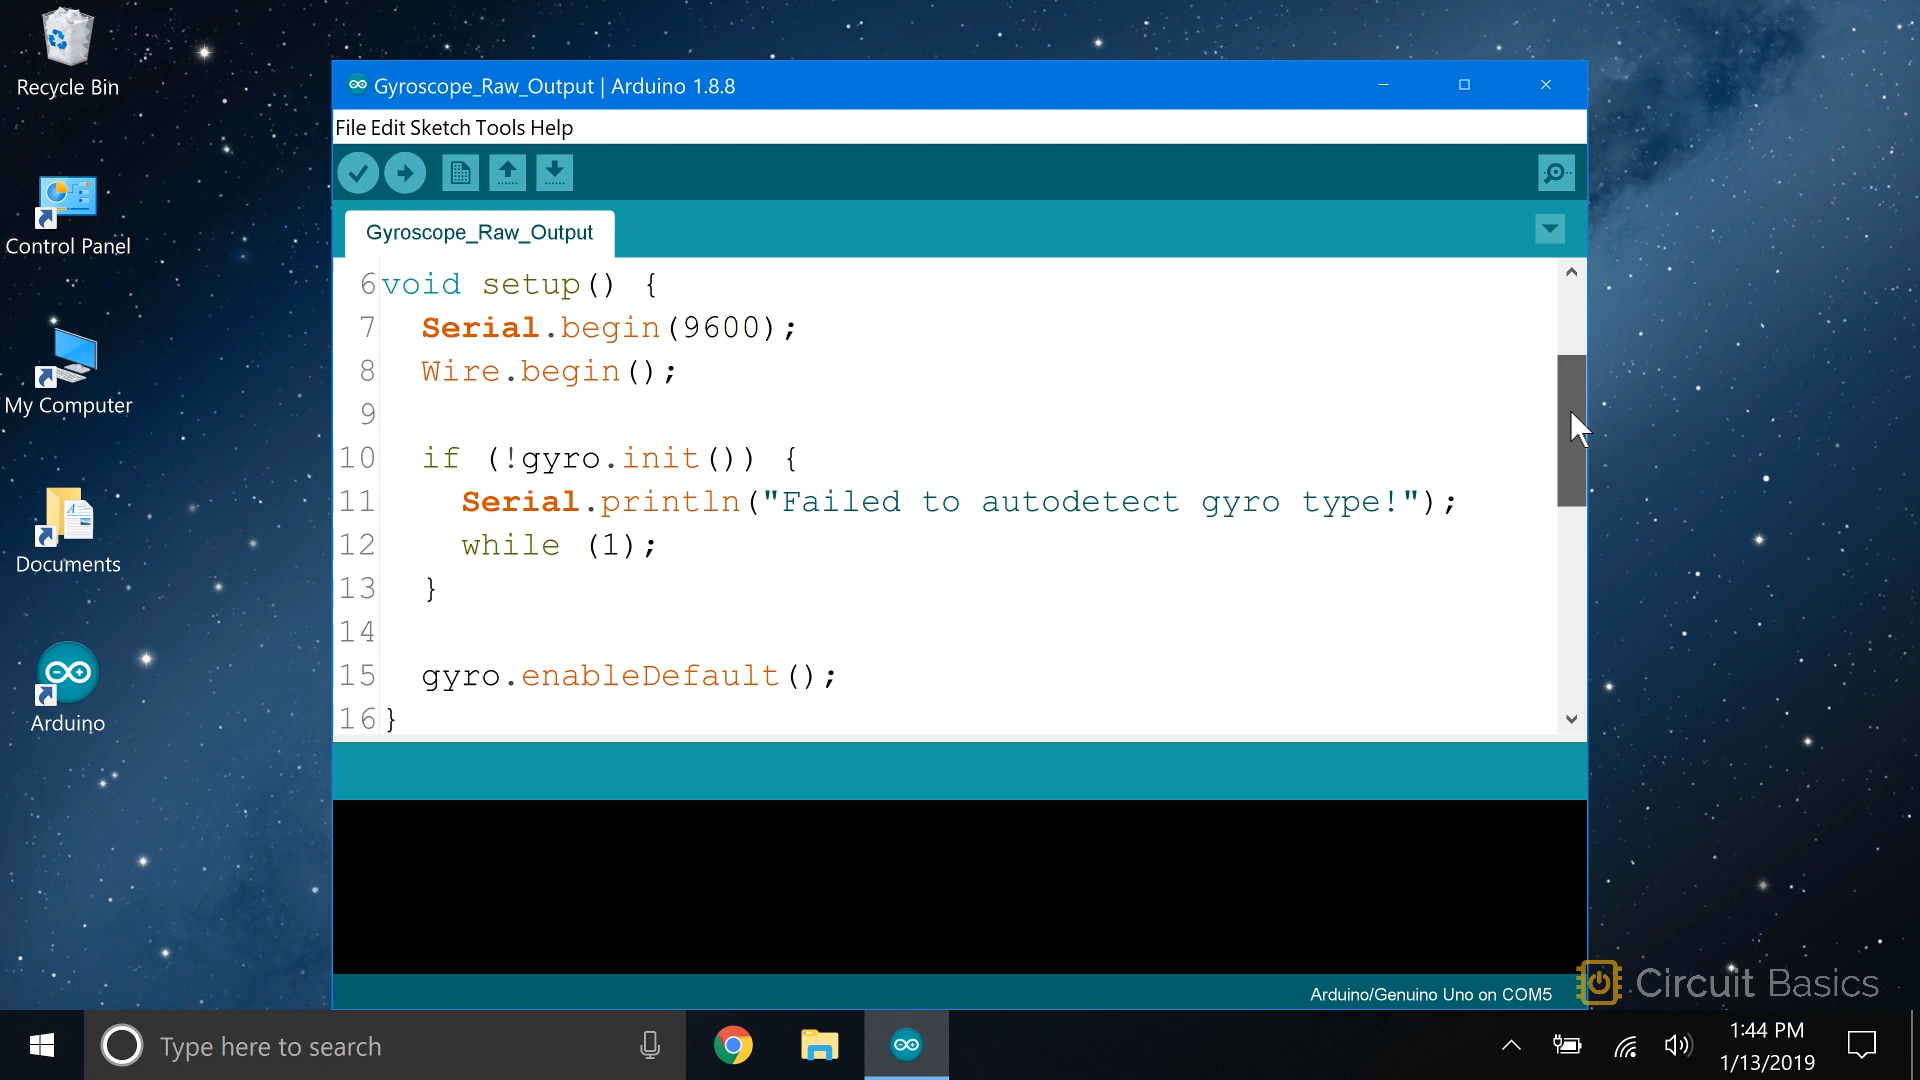 Recycle Bin
Control Panel
My Computer
Documents
Arduino
Gyroscope_Raw_Output | Arduino 1.8.8
File Edit Sketch Tools Help
Gyroscope_Raw_Output
6 void setup() {
7 Serial.begin(9600);
8 Wire.begin();
9
10 if (!gyro.init()) {
11 Serial.println("Failed to autodetect gyro type!");
12 while (1);
13 }
14
15 gyro.enableDefault();
16 }
Arduino/Genuino Uno on COM5
Circuit Basics
Type here to search
1:44 PM
1/13/2019